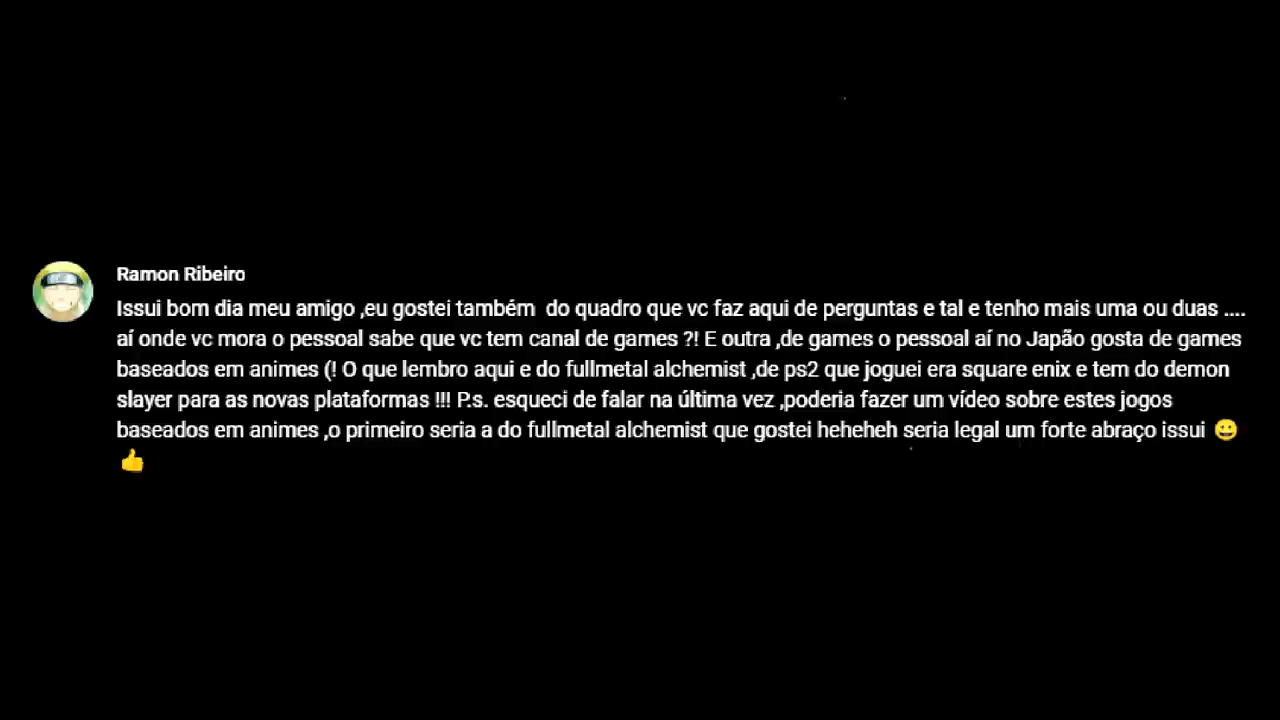 Ramon Ribeiro
Issui bom dia meu amigo ,eu gostei também do quadro que vc faz aqui de perguntas e tal e tenho mais uma ou duas ....
aí onde vc mora o pessoal sabe que vc tem canal de games ?! E outra ,de games o pessoal aí no Japão gosta de games
baseados em animes (! O que lembro aqui e do fullmetal alchemist ,de ps2 que joguei era square enix e tem do demon
slayer para as novas plataformas !!! P.s. esqueci de falar na última vez ,poderia fazer um vídeo sobre estes jogos
baseados em animes ,o primeiro seria a do fullmetal alchemist que gostei heheheh seria legal um forte abraço issui 😀
👍